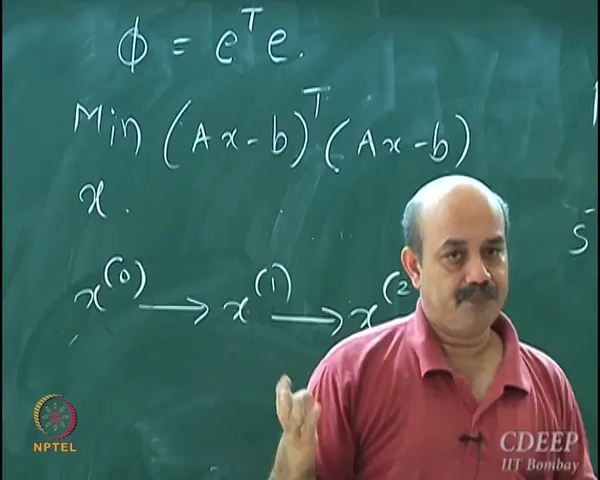 ϕ = eᵀe.
Min (Ax - b)ᵀ (Ax - b)
x .
x⁽⁰⁾ → x⁽¹⁾ → x⁽²
S
NPTEL
CDEEP
IIT Bombay